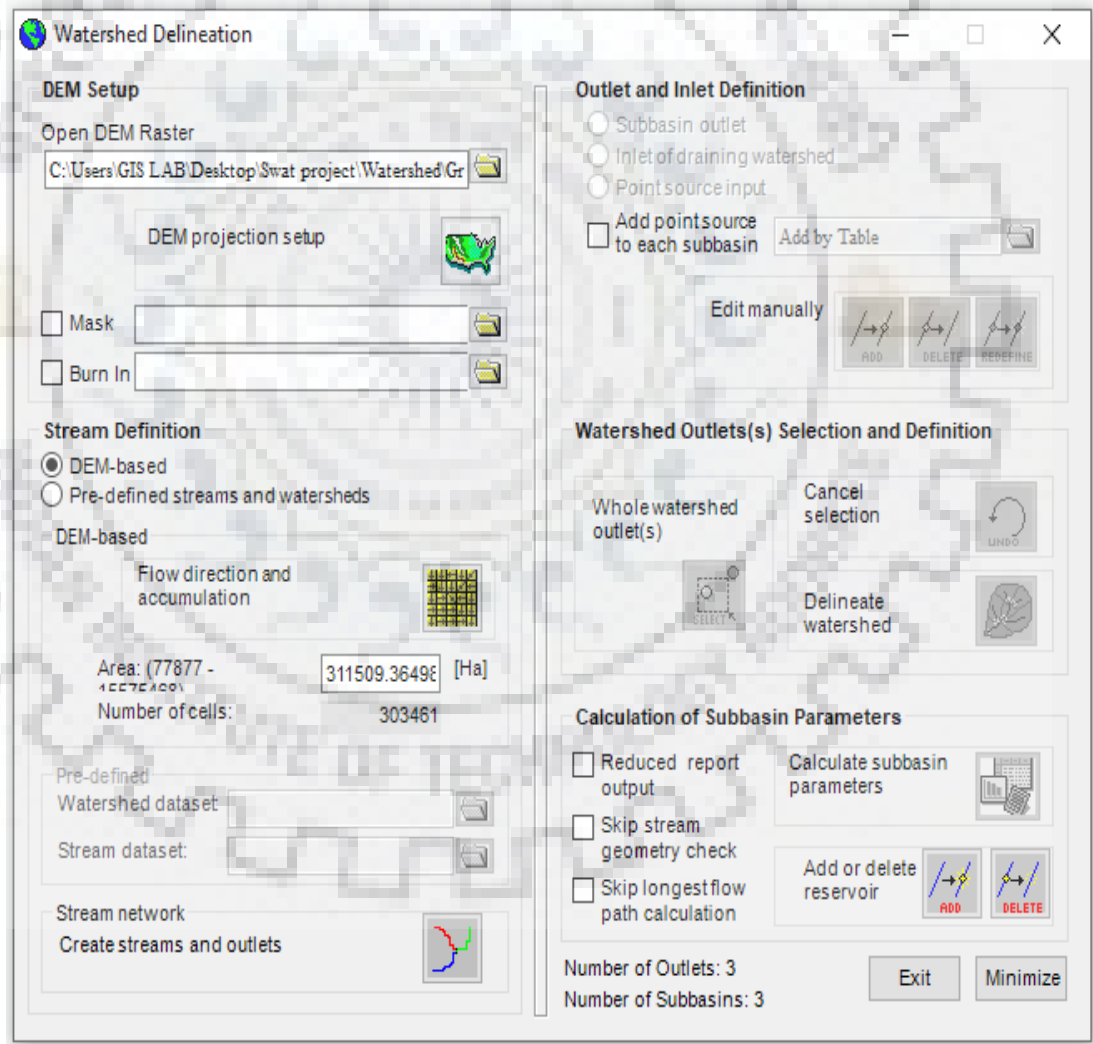 Watershed Delineation
DEM Setup
Open DEM Raster
C:\Users\GIS LAB\Desktop\Swat project\Watershed\Gr
DEM projection setup
Mask
Burn In
Stream Definition
DEM-based
Pre-defined streams and watersheds
DEM-based
Flow direction and
accumulation
Area: (77877 -
15575468)
311509.36498
[Ha]
Number of cells:
303461
Pre-defined
Watershed dataset:
Stream dataset:
Stream network
Create streams and outlets
Outlet and Inlet Definition
Subbasin outlet
Inlet of draining watershed
Point source input
Add point source
to each subbasin
Add by Table
Edit manually
ADD
DELETE
REDEFINE
Watershed Outlets(s) Selection and Definition
Whole watershed
outlet(s)
SELECT
Cancel
selection
UNDO
Delineate
watershed
Calculation of Subbasin Parameters
Reduced report
output
Skip stream
geometry check
Skip longest flow
path calculation
Calculate subbasin
parameters
Add or delete
reservoir
ADD
DELETE
Number of Outlets: 3
Number of Subbasins: 3
Exit
Minimize